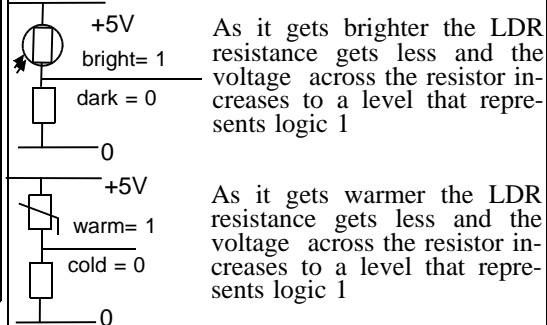 +5V
bright= 1
dark = 0
0
As it gets brighter the LDR
resistance gets less and the
voltage across the resistor in-
creases to a level that repre-
sents logic 1
+5V
warm= 1
cold = 0
0
As it gets warmer the LDR
resistance gets less and the
voltage across the resistor in-
creases to a level that repre-
sents logic 1